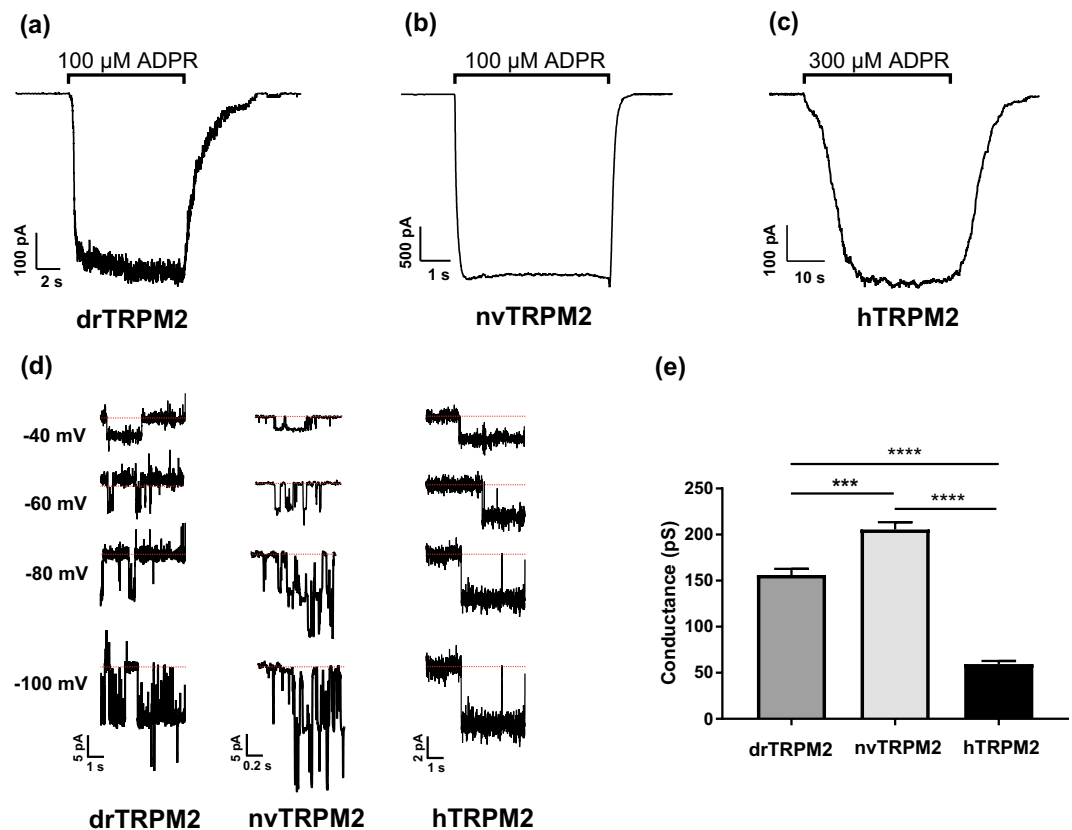 (a)
100 µM ADPR
100 pA
2 s
drTRPM2
(b)
100 µM ADPR
500 pA
1 s
nvTRPM2
(c)
300 µM ADPR
100 pA
10 s
hTRPM2
(d)
-40 mV
-60 mV
-80 mV
-100 mV
5 pA
1 s
drTRPM2
5 pA
0.2 s
nvTRPM2
2 pA
1 s
hTRPM2
(e)
****
***
****
Conductance (pS)
250
200
150
100
50
0
drTRPM2 nvTRPM2 hTRPM2